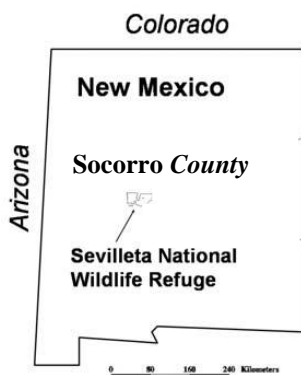 Colorado
New Mexico
Arizona
Socorro County
Sevilleta National
Wildlife Refuge
0 80 160 240 Kilometers